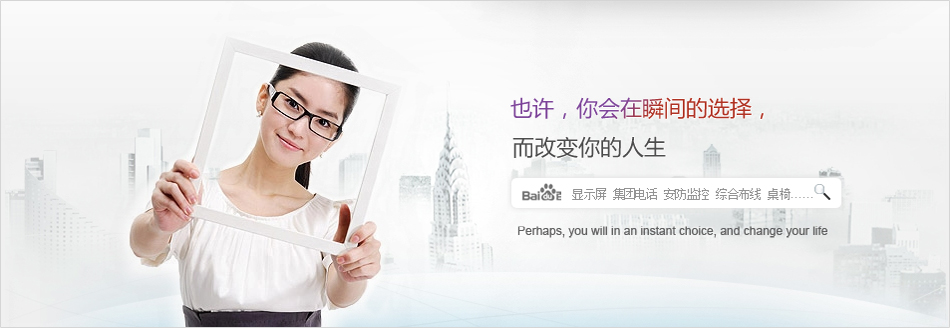 也许，你会在瞬间的选择，
而改变你的人生
Bai 显示屏 集团电话 安防监控 综合布线 桌椅......
Perhaps, you will in an instant choice, and change your life